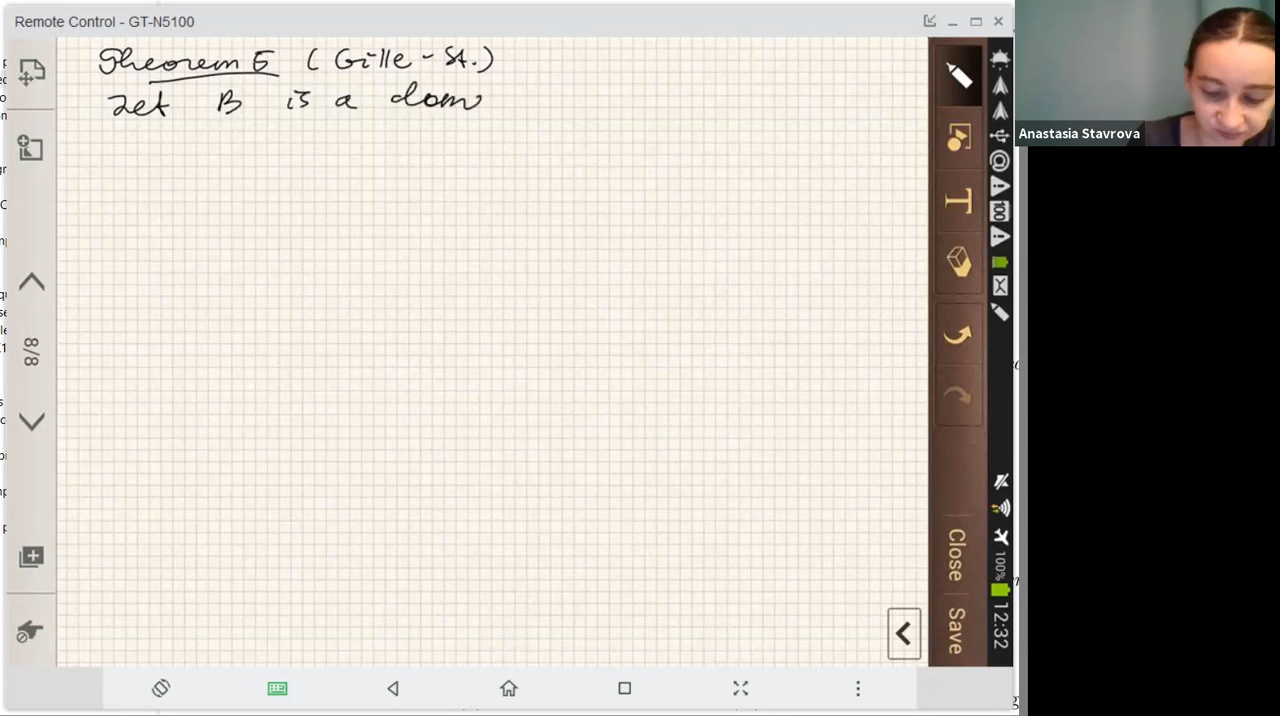 Remote Control - GT-N5100
Theorem 5 (Gille - St.)
Let B is a dom
Anastasia Stavrova
8/8
Close
Save
100%
12:32